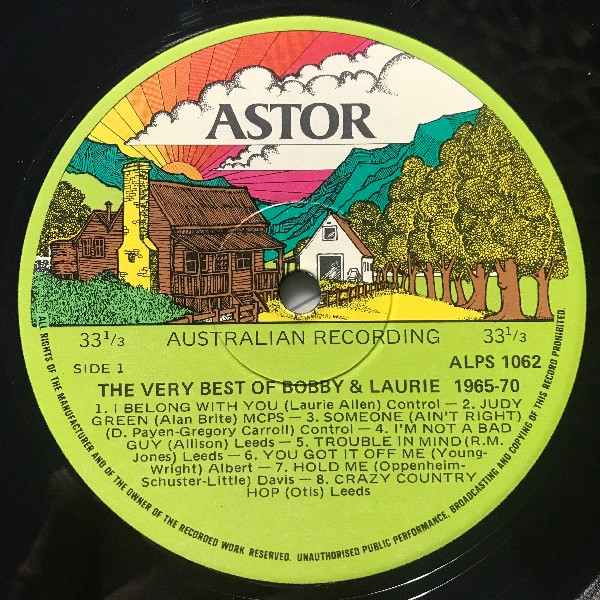 ASTOR
33 1/3 AUSTRALIAN RECORDING 33 1/3
SIDE 1 ALPS 1062
THE VERY BEST OF BOBBY & LAURIE 1965-70
1. I BELONG WITH YOU (Laurie Allen) Control - 2. JUDY
GREEN (Alan Brite) MCPS - 3. SOMEONE (AIN'T RIGHT)
(D. Payen-Gregory Carroll) Control - 4. I'M NOT A BAD
GUY (Allison) Leeds - 5. TROUBLE IN MIND (R.M.
Jones) Leeds - 6. YOU GOT IT OFF ME (Young-
Wright) Albert - 7. HOLD ME (Oppenheim-
Schuster-Little) Davis - 8. CRAZY COUNTRY
HOP (Otis) Leeds
ALL RIGHTS OF THE MANUFACTURER AND OF THE OWNER OF THE RECORDED WORK RESERVED. UNAUTHORISED PUBLIC PERFORMANCE, BROADCASTING AND COPYING OF THIS RECORD PROHIBITED.